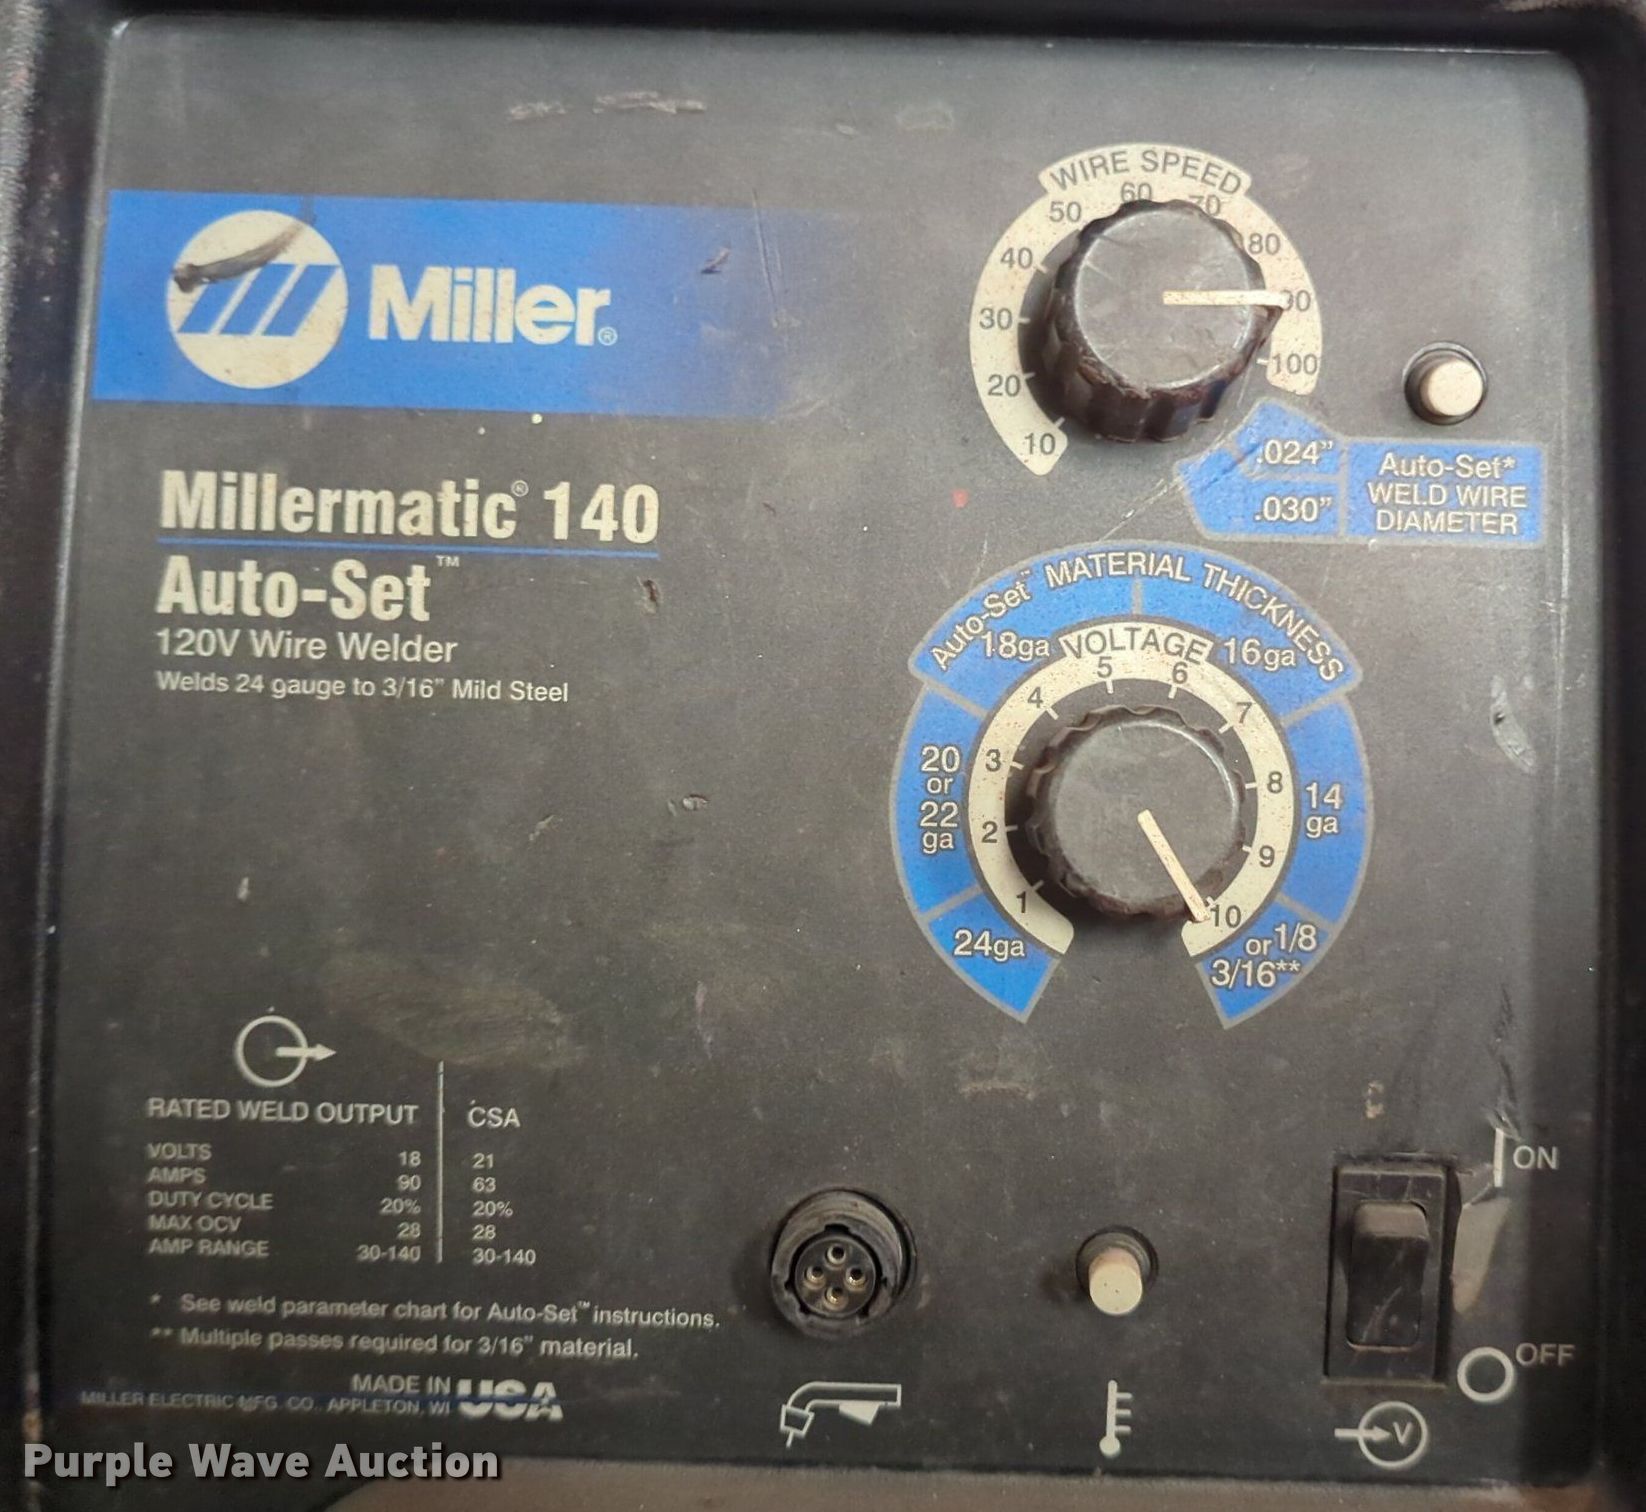 WIRE SPEED
10
20
30
40
50
60
70
80
90
100
Miller®
Millermatic® 140
Auto-Set™
120V Wire Welder
Welds 24 gauge to 3/16" Mild Steel
.024"
.030"
Auto-Set*
WELD WIRE
DIAMETER
Auto-Set™ MATERIAL THICKNESS
18ga
16ga
20
or
22
ga
14
ga
24ga
or 1/8
3/16**
VOLTAGE
1
2
3
4
5
6
7
8
9
10
RATED WELD OUTPUT CSA
VOLTS 18 21
AMPS 90 63
DUTY CYCLE 20% 20%
MAX OCV 28 28
AMP RANGE 30-140 30-140
* See weld parameter chart for Auto-Set™ instructions.
** Multiple passes required for 3/16" material.
MADE IN USA
MILLER ELECTRIC MFG. CO., APPLETON, WI
ON
OFF
V
Purple Wave Auction